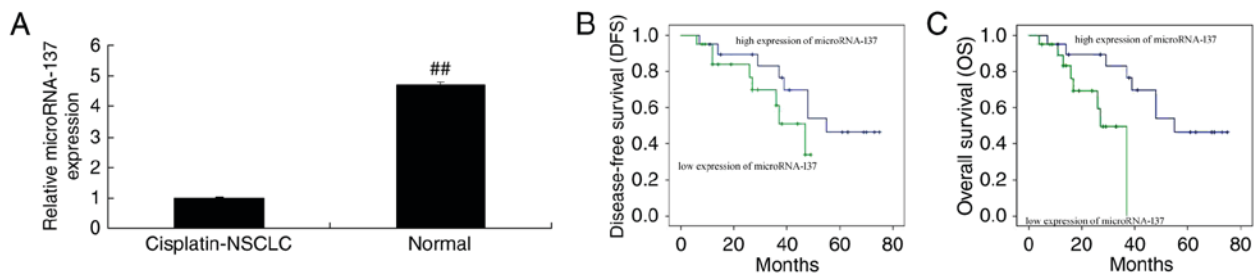 A
Relative microRNA-137
expression
6
5
4
3
2
1
0
##
Cisplatin-NSCLC
Normal
B
Disease-free survival (DFS)
1.0
0.8
0.6
0.4
0.2
0.0
high expression of microRNA-137
low expression of microRNA-137
0 20 40 60 80
Months
C
Overall survival (OS)
1.0
0.8
0.6
0.4
0.2
0.0
high expression of microRNA-137
low expression of microRNA-137
0 20 40 60 80
Months